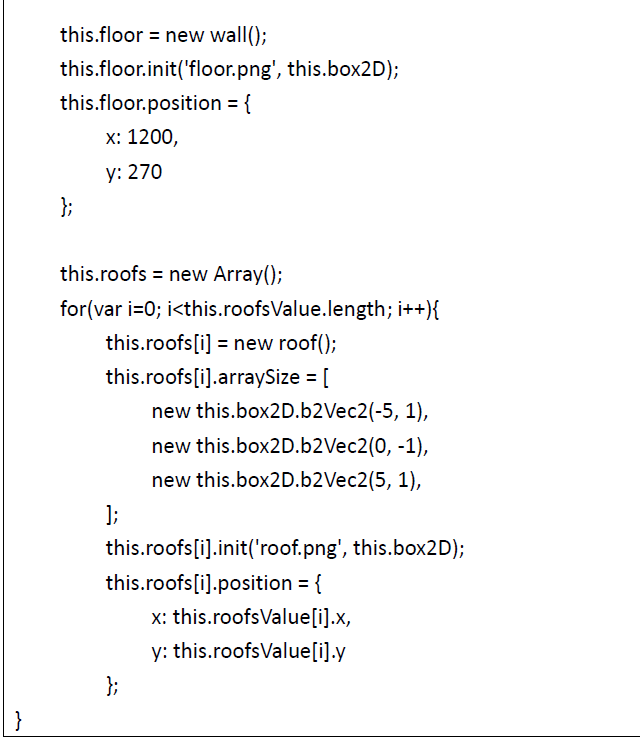 this.floor = new wall();
this.floor.init('floor.png', this.box2D);
this.floor.position = {
x: 1200,
y: 270
};
this.roofs = new Array();
for(var i=0; i<this.roofsValue.length; i++){
this.roofs[i] = new roof();
this.roofs[i].arraySize = [
new this.box2D.b2Vec2(-5, 1),
new this.box2D.b2Vec2(0, -1),
new this.box2D.b2Vec2(5, 1),
];
this.roofs[i].init('roof.png', this.box2D);
this.roofs[i].position = {
x: this.roofsValue[i].x,
y: this.roofsValue[i].y
};
}